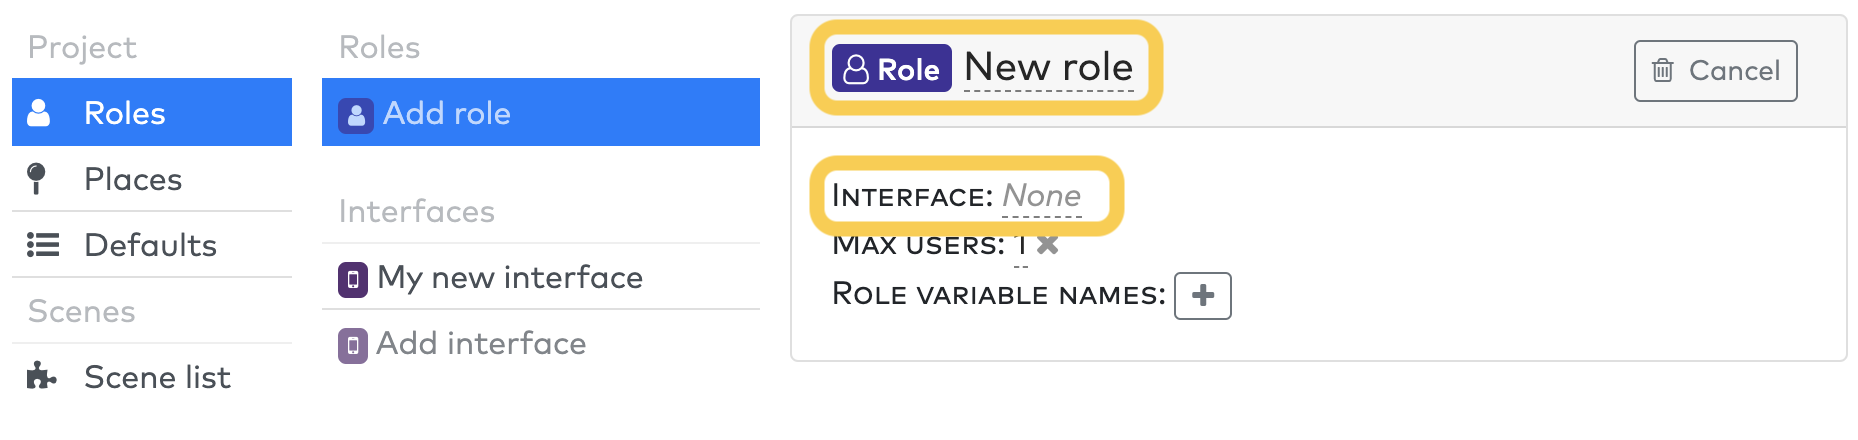 Project
Roles
Places
Defaults
Scenes
Scene list
Roles
Add role
Interfaces
My new interface
Add interface
Role New role
Cancel
INTERFACE: None
MAX USERS: 1
ROLE VARIABLE NAMES: